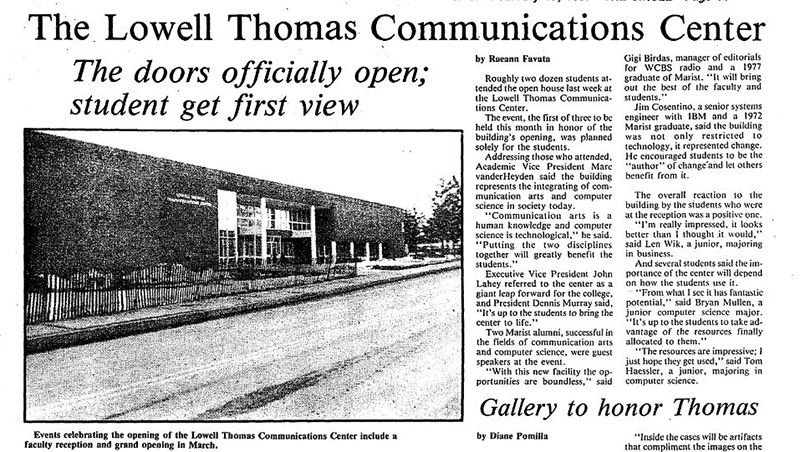 The Lowell Thomas Communications Center
The doors officially open;
student get first view
Events celebrating the opening of the Lowell Thomas Communications Center include a
faculty reception and grand opening in March.
by Raeann Favata
Roughly two dozen students at-
tended the open house last week at
the Lowell Thomas Communica-
tions Center.
The event, the first of three to be
held this month in honor of the
building's opening, was planned
solely for the students.
Addressing those who attended,
Academic Vice President Marc
vanderHeyden said the building
represents the integrating of com-
munication arts and computer
science in society today.
"Communication arts is a
human knowledge and computer
science is technological," he said.
"Putting the two disciplines
together will greatly benefit the
students."
Executive Vice President John
Lahey referred to the center as a
giant leap forward for the college,
and President Dennis Murray said,
"It's up to the students to bring the
center to life."
Two Marist alumni, successful in
the fields of communication arts
and computer science, were guest
speakers at the event.
"With this new facility the op-
portunities are boundless," said
Gigi Birdas, manager of editorials
for WCBS radio and a 1977
graduate of Marist. "It will bring
out the best of the faculty and
students."
Jim Cosentino, a senior systems
engineer with IBM and a 1972
Marist graduate, said the building
was not only restricted to
technology, it represented change.
He encouraged students to be the
"author" of change and let others
benefit from it.
The overall reaction to the
building by the students who were
at the reception was a positive one.
"I'm really impressed, it looks
better than I thought it would,"
said Len Wik, a junior, majoring
in business.
And several students said the im-
portance of the center will depend
on how the students use it.
"From what I see it has fantastic
potential," said Bryan Mullen, a
junior computer science major.
"It's up to the students to take ad-
vantage of the resources finally
allocated to them."
"The resources are impressive; I
just hope they get used," said Tom
Haessler, a junior, majoring in
computer science.
Gallery to honor Thomas
by Diane Pomilla
"Inside the cases will be artifacts
that compliment the images on the